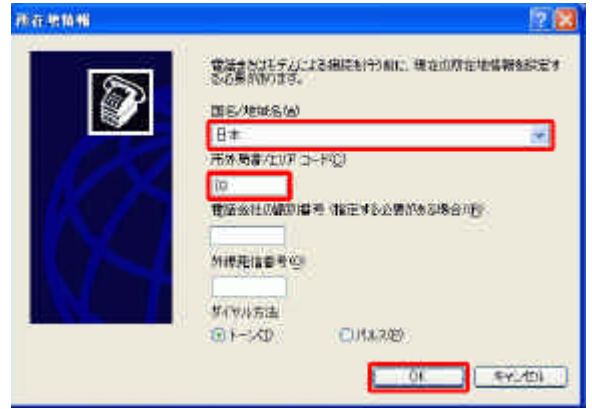 所在地情報
電話またはモデムによる接続を行う前に、現在の所在地情報を設定す
る必要があります。
国名/地域名(W)
日本
市外局番/エリア コード(C)
電話会社の識別番号 (指定する必要がある場合)(P)
外線発信番号(O)
ダイヤル方法
トーン(T) パルス(P)
OK キャンセル